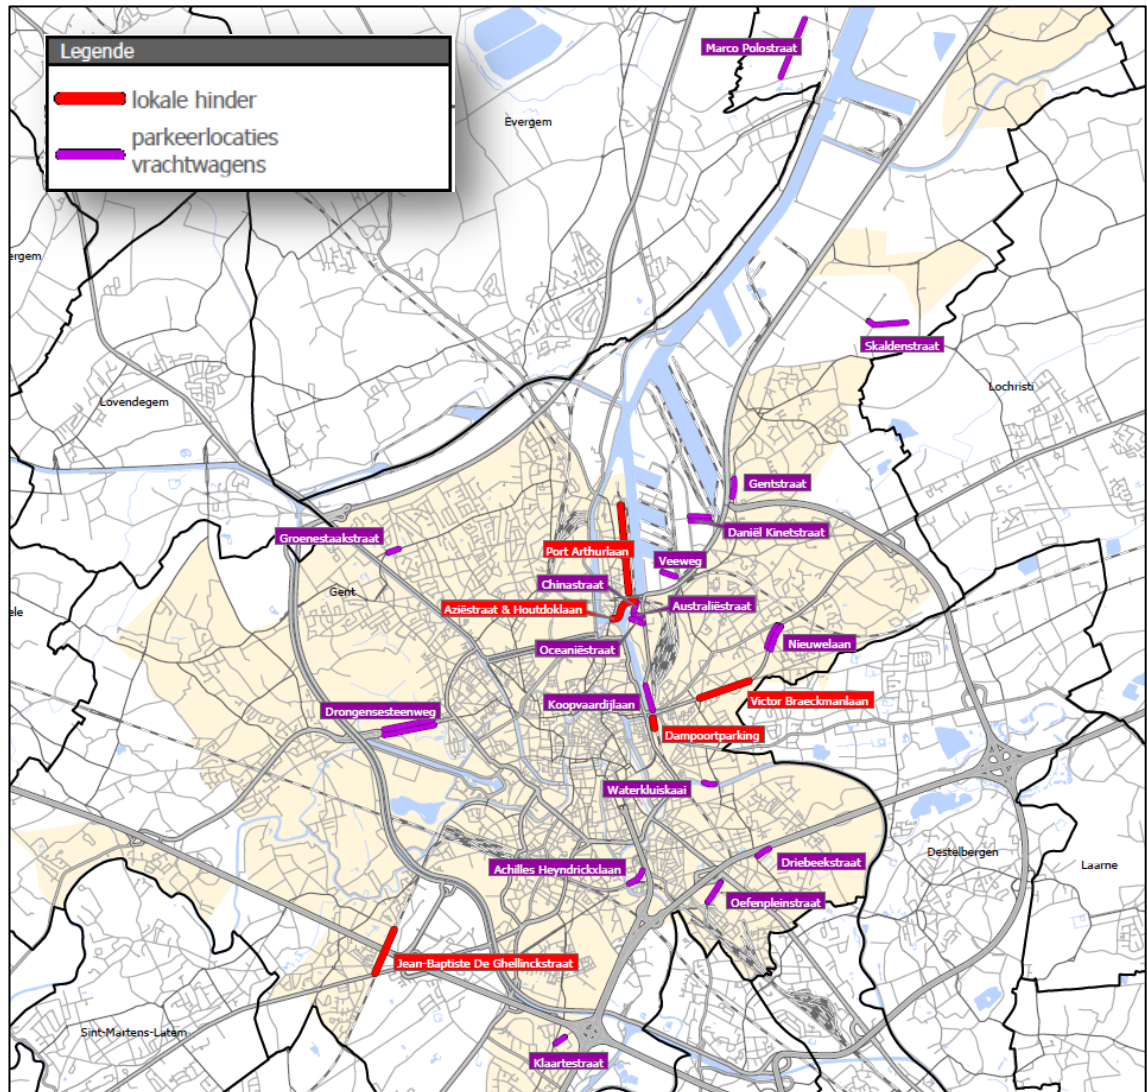 Legende
lokale hinder
parkeerlocaties
vrachtwagens
Marco Polostraat
Evergem
ergem
Skaldenstraat
Lochristi
Lovendegem
Gentstraat
Groenestaakstraat
Daniël Kinetstraat
Port Arthurlaan
Veeweg
Chinastraat
Gent
Aziëstraat & Houtdoklaan
Australiëstraat
ele
Oceaniëstraat
Nieuwelaan
Koopvaardijlaan
Victor Braeckmanlaan
Drongensesteenweg
Dampoortparking
Waterkluiskaai
Driebeekstraat
Destelbergen
Achilles Heyndrickxlaan
Laarne
Oefenpleinstraat
Jean-Baptiste De Ghellinckstraat
Sint-Martens-Latem
Klaartestraat